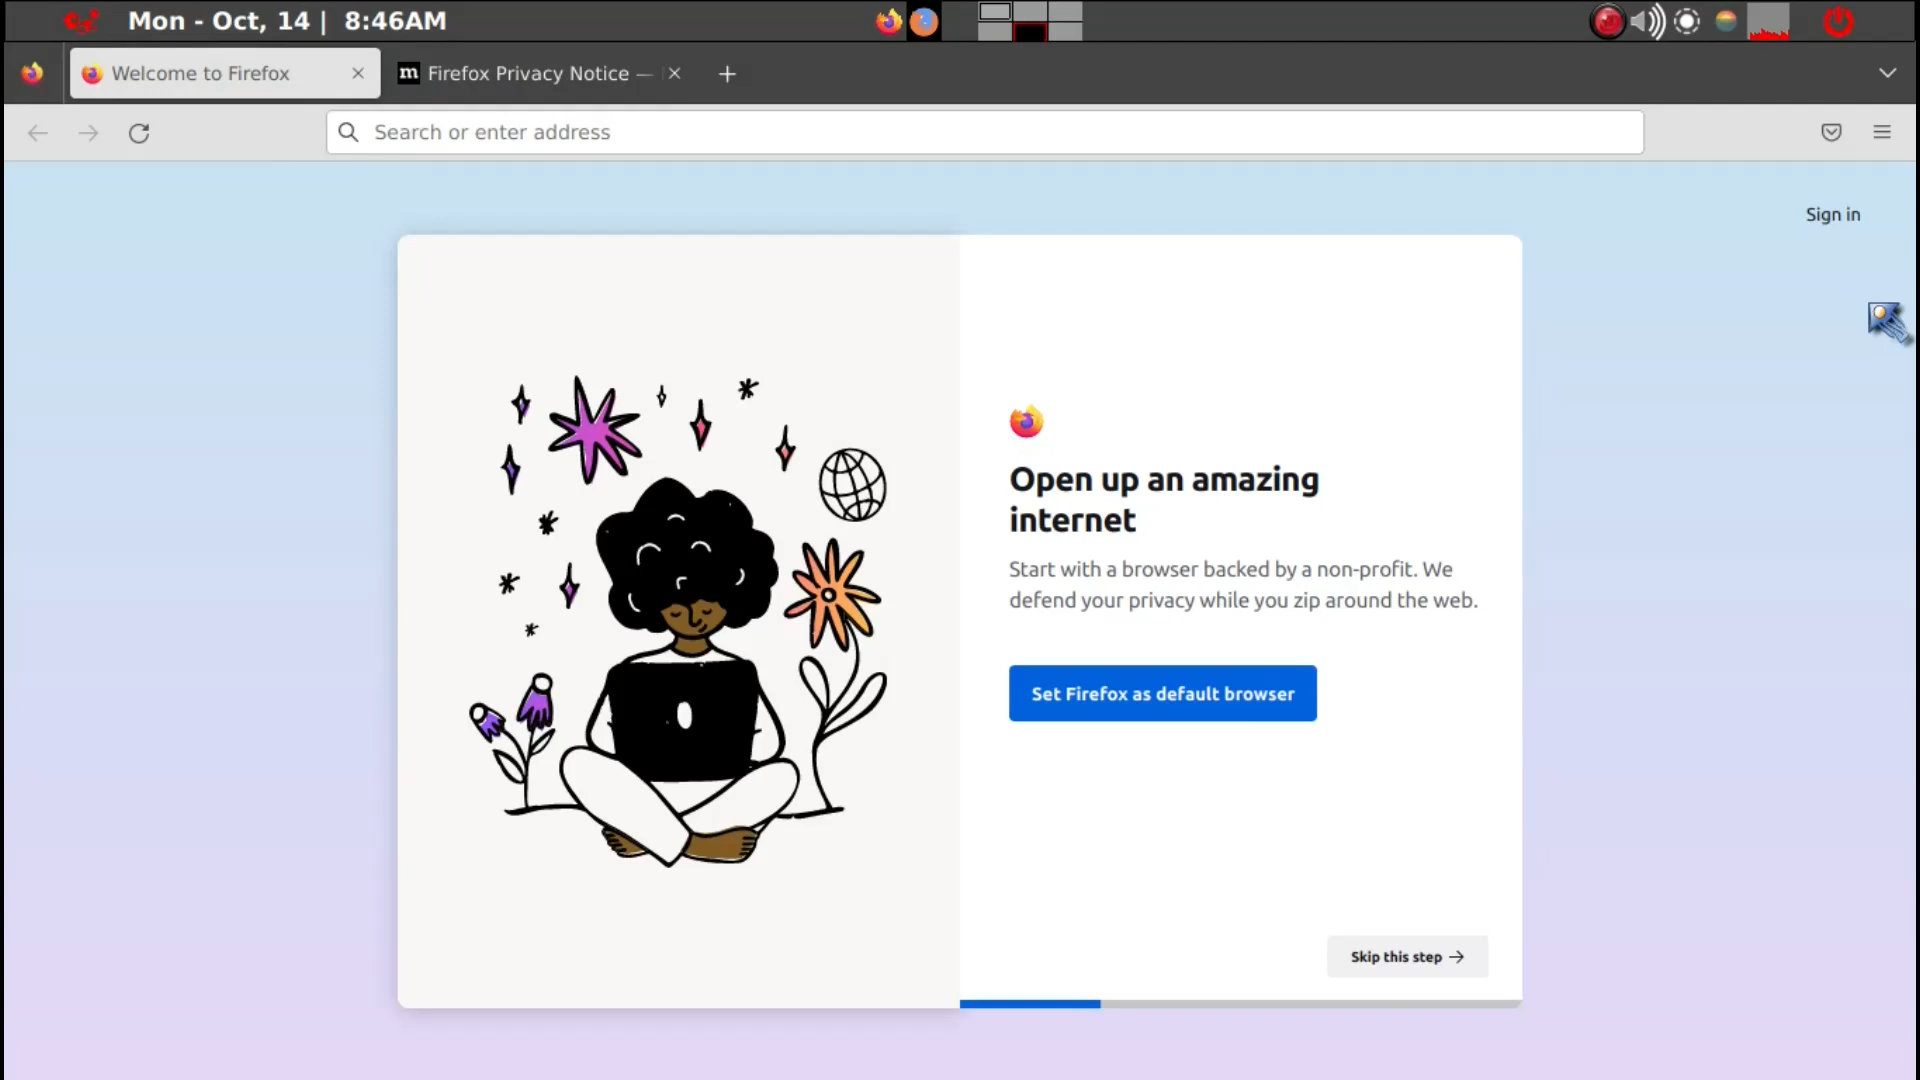 Mon - Oct, 14 | 8:46AM
Welcome to Firefox
m Firefox Privacy Notice —
Search or enter address
Sign in
Open up an amazing
internet
Start with a browser backed by a non-profit. We
defend your privacy while you zip around the web.
Set Firefox as default browser
Skip this step